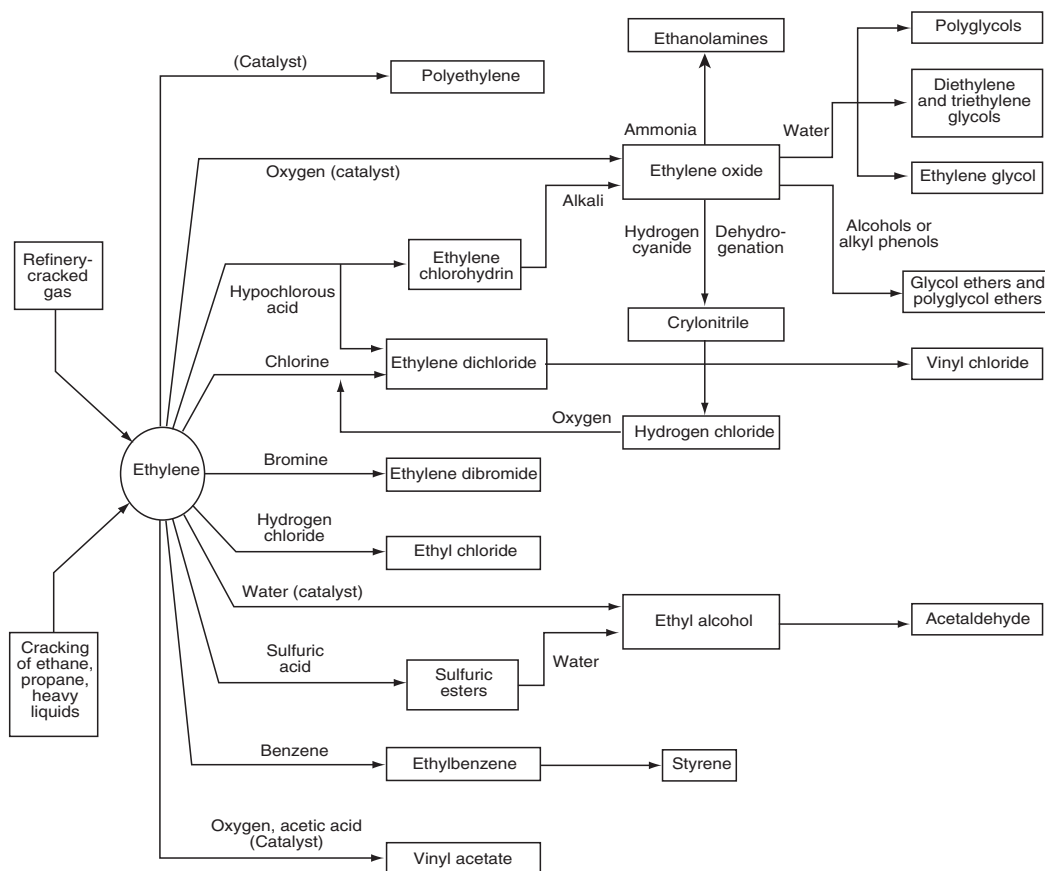 Ethanolamines
Polyglycols
(Catalyst)
Polyethylene
Diethylene
and triethylene
glycols
Ammonia
Water
Oxygen (catalyst)
Ethylene oxide
Ethylene glycol
Alkali
Hydrogen
cyanide
Dehydro-
genation
Alcohols or
alkyl phenols
Refinery-
cracked
gas
Ethylene
chlorohydrin
Hypochlorous
acid
Glycol ethers and
polyglycol ethers
Crylonitrile
Chlorine
Ethylene dichloride
Vinyl chloride
Oxygen
Hydrogen chloride
Ethylene
Bromine
Ethylene dibromide
Hydrogen
chloride
Ethyl chloride
Water (catalyst)
Ethyl alcohol
Acetaldehyde
Cracking
of ethane,
propane,
heavy
liquids
Sulfuric
acid
Sulfuric
esters
Water
Benzene
Ethylbenzene
Styrene
Oxygen, acetic acid
(Catalyst)
Vinyl acetate